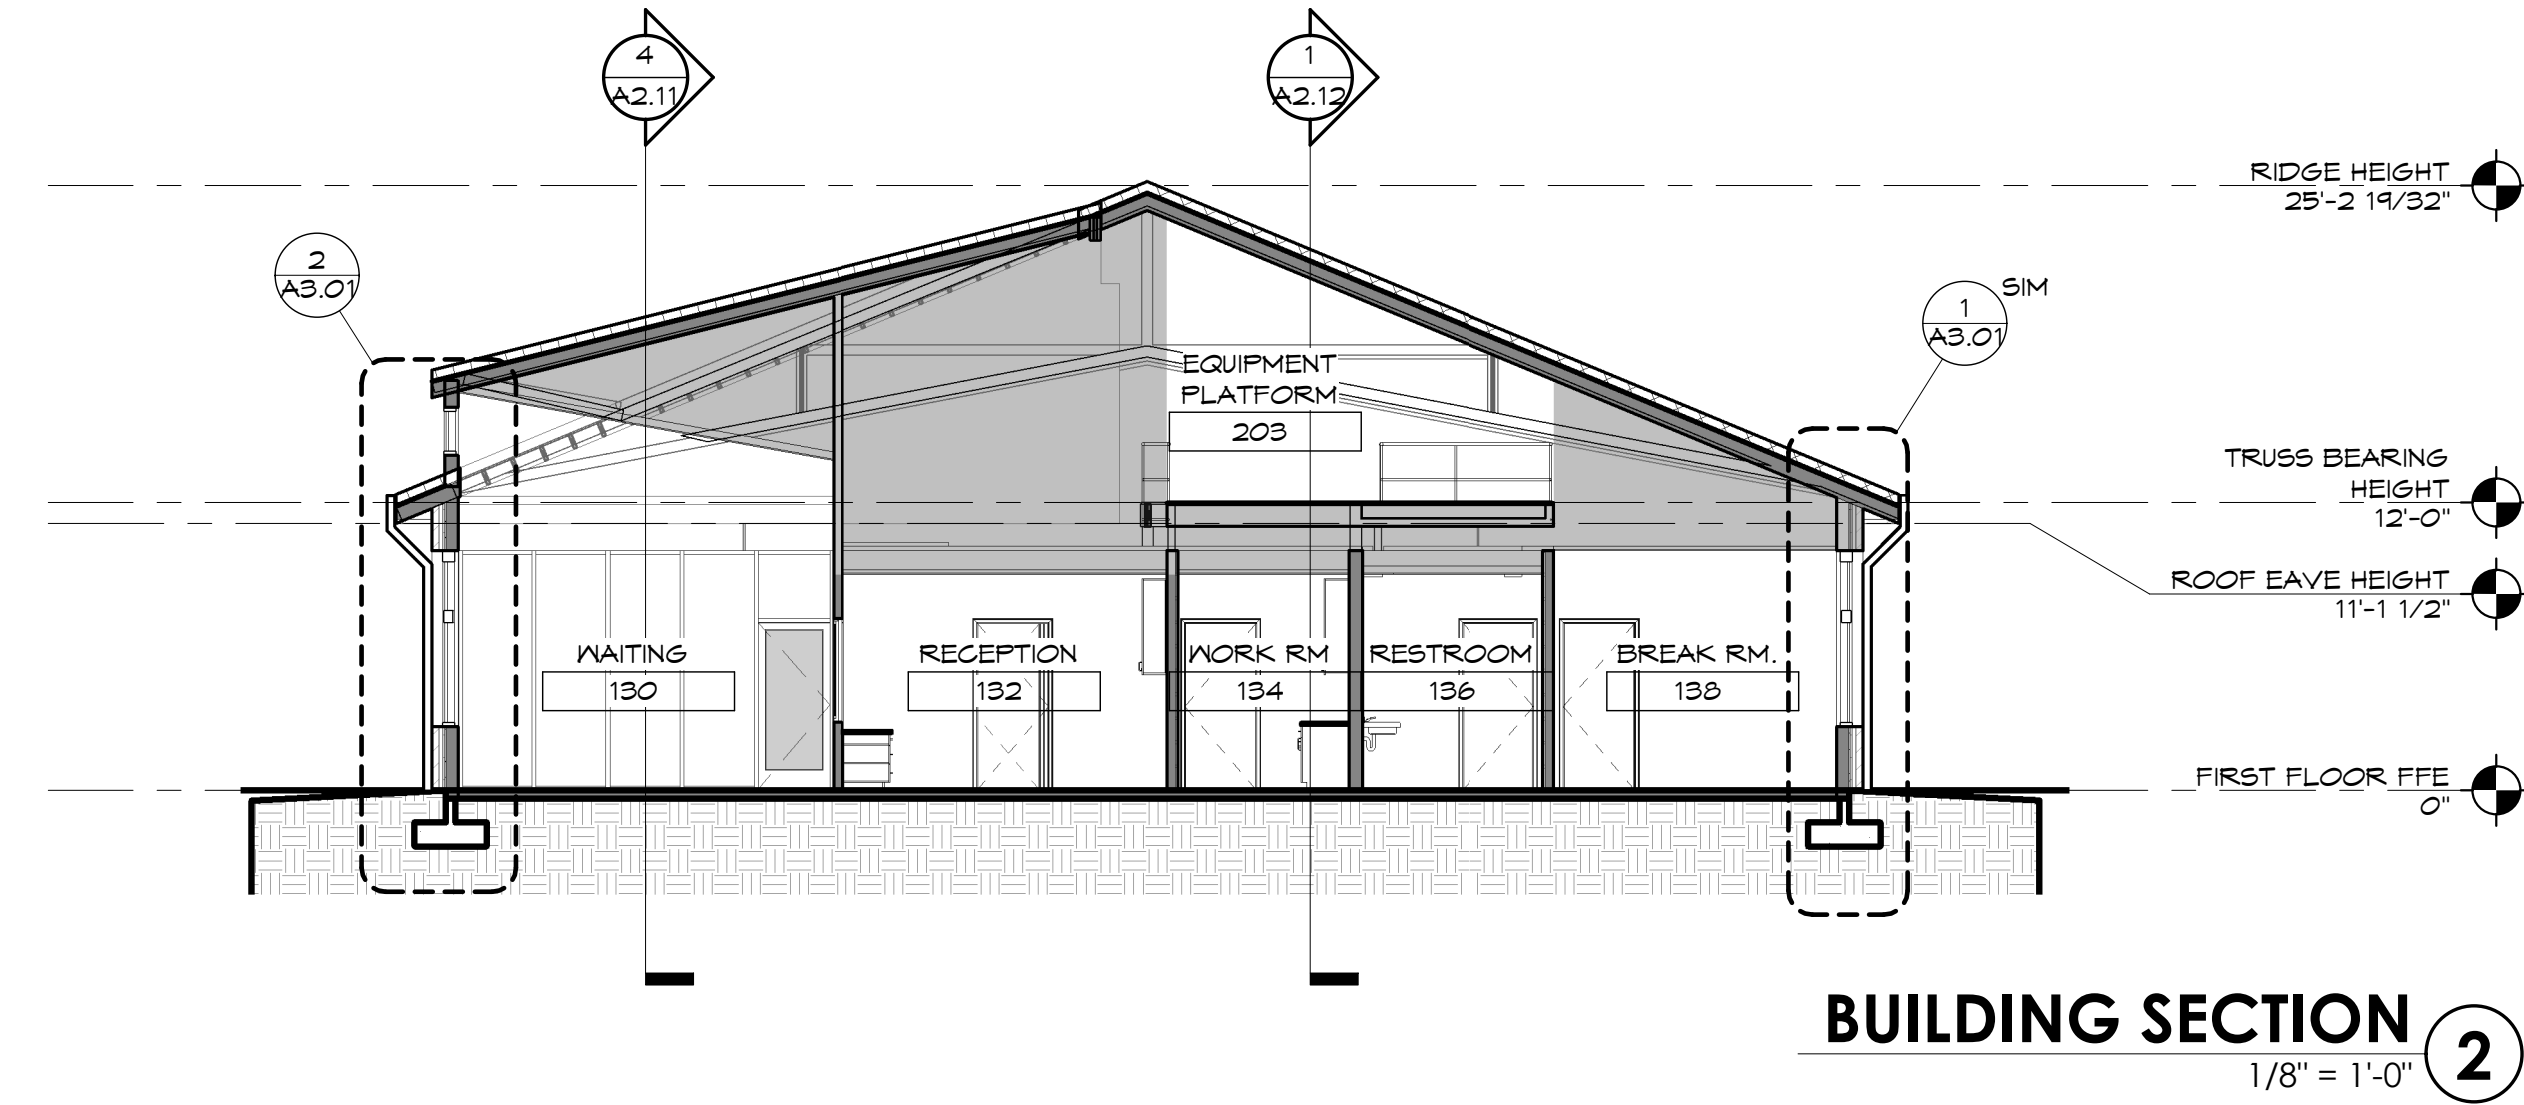 4
A2.11
1
A2.12
RIDGE HEIGHT
25'-2 19/32"
2
A3.01
SIM
1
A3.01
EQUIPMENT
PLATFORM
203
TRUSS BEARING
HEIGHT
12'-0"
ROOF EAVE HEIGHT
11'-1 1/2"
WAITING
130
RECEPTION
132
WORK RM
134
RESTROOM
136
BREAK RM.
138
FIRST FLOOR FFE
0"
BUILDING SECTION
2
1/8" = 1'-0"